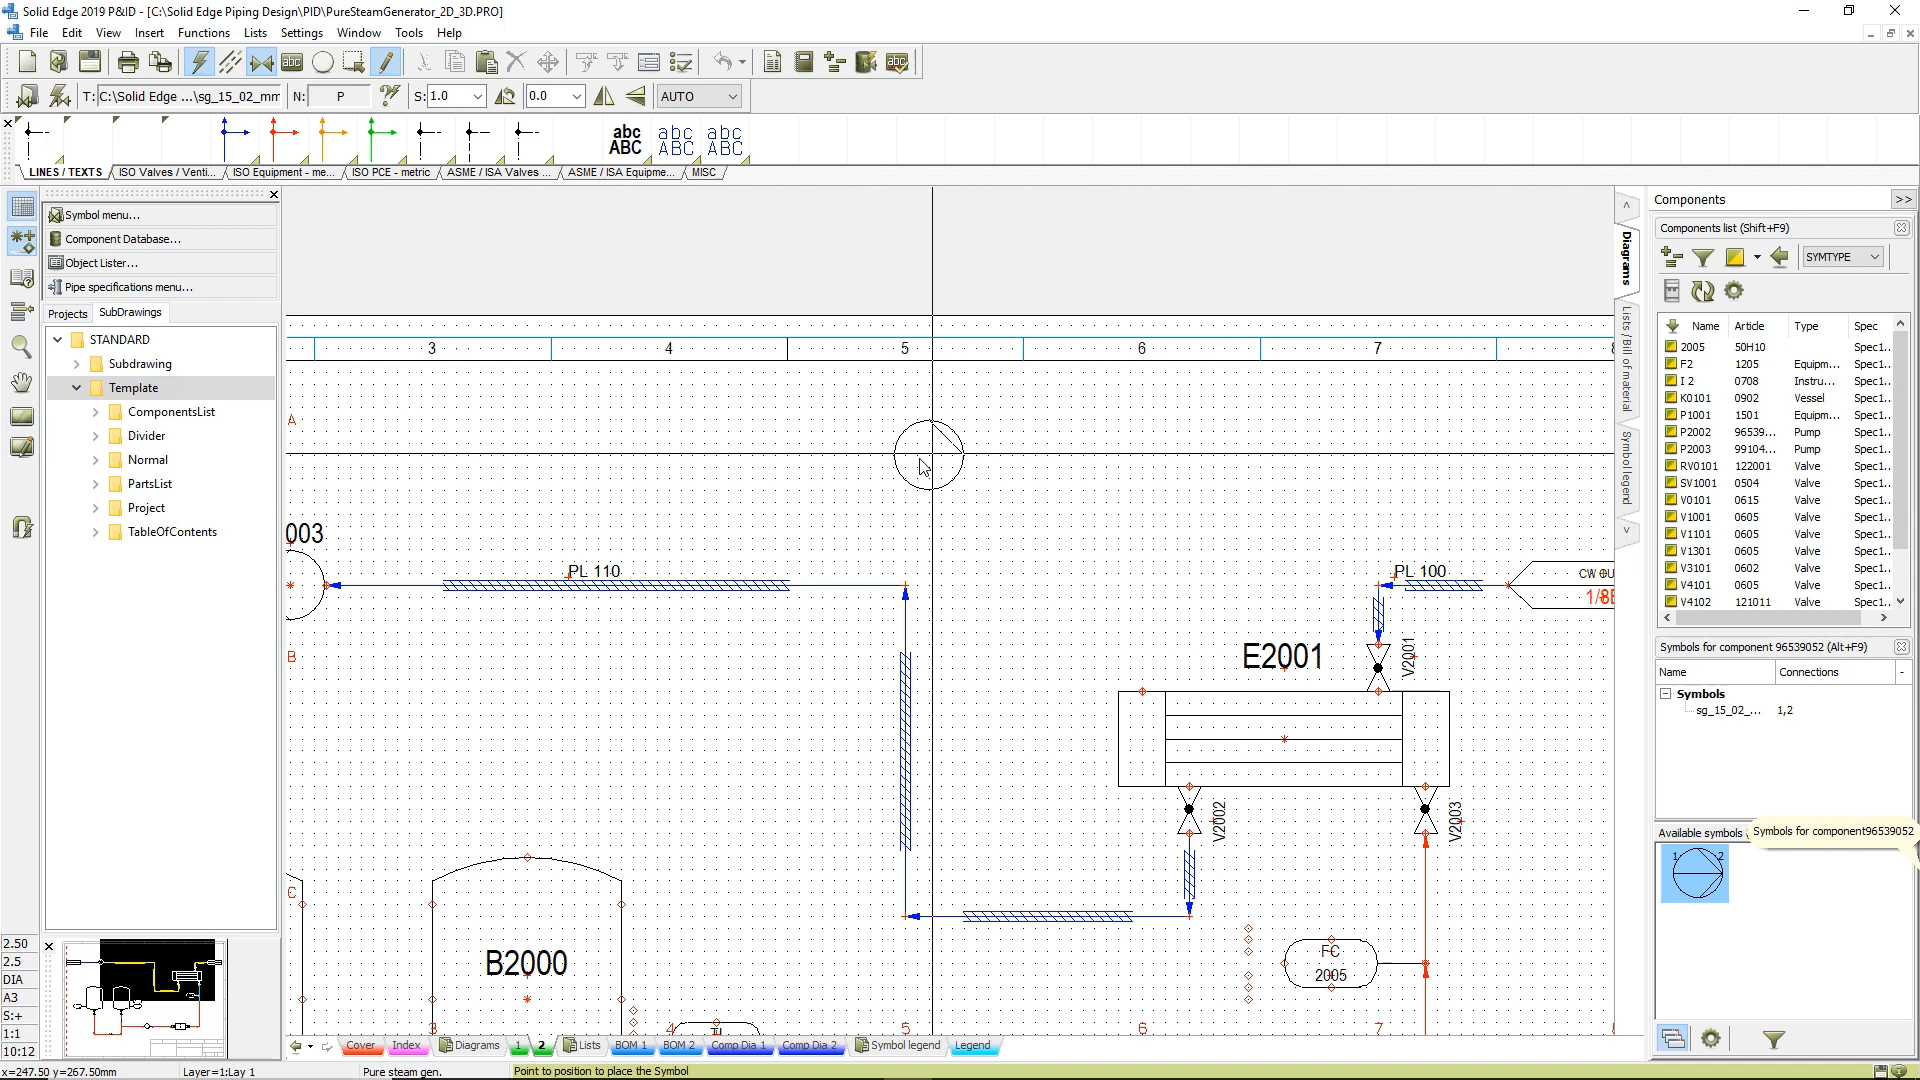 Solid Edge 2019 P&ID - [C:\Solid Edge Piping Design\PID\PureSteamGenerator_2D_3D.PRO]
File Edit View Insert Functions Lists Settings Window Tools Help
T: C:\Solid Edge ...\sg_15_02_mm N: P S: 1.0 0.0 AUTO
abc ABC abc ABC abc ABC
LINES / TEXTS ISO Valves / Venti... ISO Equipment - me... ISO PCE - metric ASME / ISA Valves ... ASME / ISA Equipme... MISC
Symbol menu...
Component Database...
Object Lister...
Pipe specifications menu...
Projects SubDrawings
STANDARD
Subdrawing
Template
ComponentsList
Divider
Normal
PartsList
Project
TableOfContents
2.50
2.5
DIA
A3
S:+
1:1
10:12
3 4 5 6 7
A
003
PL 110
PL 100
CW OU
1/8E
B
E2001
V2001
V2002
V2003
C
B2000
FC
2005
3 4 5 6 7
TI
Diagrams
Lists / Bill of material
Symbol legend
Components >>
Components list (Shift+F9)
SYMTYPE
Name Article Type Spec
2005 50H10 Spec1..
F2 1205 Equipm... Spec1..
I 2 0708 Instru... Spec1..
K0101 0902 Vessel Spec1..
P1001 1501 Equipm... Spec1..
P2002 96539... Pump Spec1..
P2003 99104... Pump Spec1..
RV0101 122001 Valve Spec1..
SV1001 0504 Valve Spec1..
V0101 0615 Valve Spec1..
V1001 0605 Valve Spec1..
V1101 0605 Valve Spec1..
V1301 0605 Valve Spec1..
V3101 0602 Valve Spec1..
V4101 0605 Valve Spec1..
V4102 121011 Valve Spec1..
Symbols for component 96539052 (Alt+F9)
Name Connections -
Symbols
sg_15_02_... 1,2
Available symbols
Symbols for component96539052
1 2
Cover Index Diagrams 1 2 Lists BOM 1 BOM 2 Comp Dia 1 Comp Dia 2 Symbol legend Legend
x=247.50 mm y=267.50mm Layer=1:Lay 1 Pure steam gen. Point to position to place the Symbol